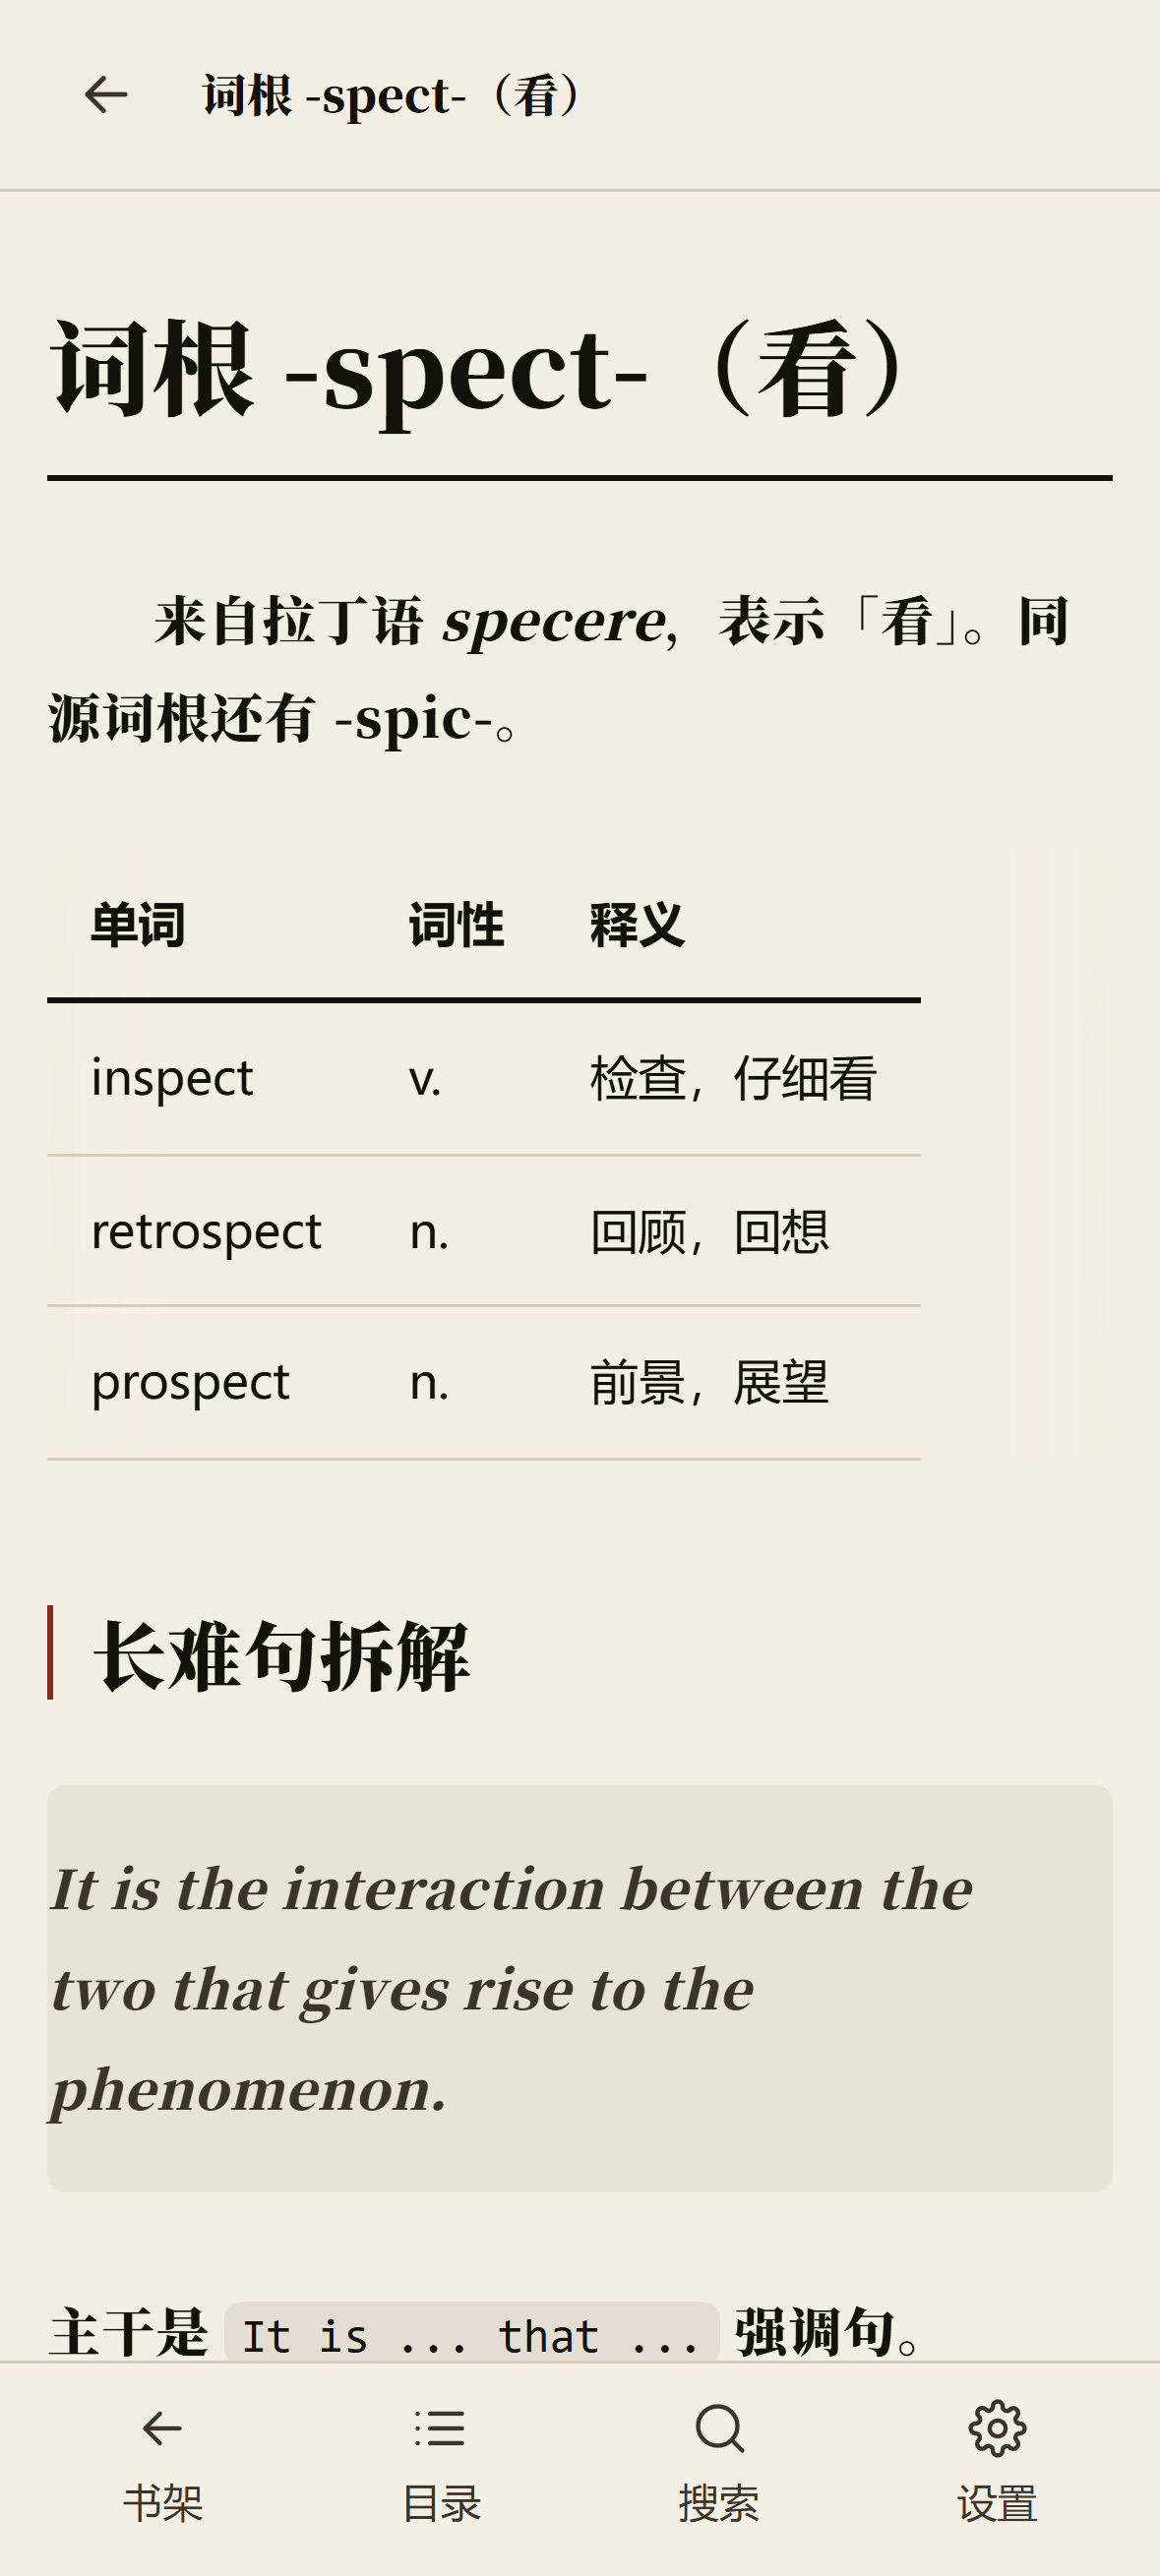 词根 -spect-（看）
词根 -spect-（看）
来自拉丁语 specere，表示「看」。同
源词根还有 -spic-。
单词 词性 释义
inspect v. 检查，仔细看
retrospect n. 回顾，回想
prospect n. 前景，展望
长难句拆解
It is the interaction between the
two that gives rise to the
phenomenon.
主干是 It is ... that ... 强调句。
书架 目录 搜索 设置